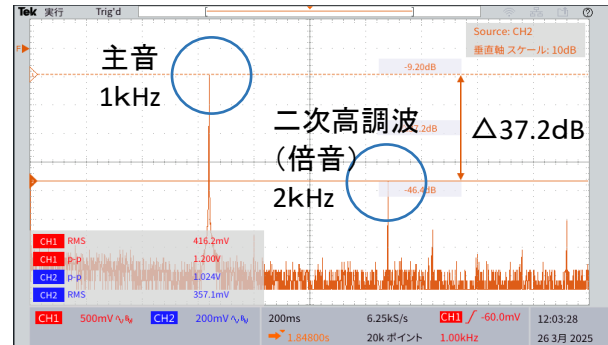 Tek 実行 Trig'd
Source: CH2
垂直軸 スケール: 10dB
主音
1kHz
-9.20dB
二次高調波
（倍音）
2kHz
△37.2dB
-46.4dB
CH1 RMS 416.2mV
CH1 p-p 1.200V
CH2 p-p 1.024V
CH2 RMS 357.1mV
CH1 500mV CH2 200mV 200ms 6.25kS/s CH1 -60.0mV 12:03:28
1.84800s 20k ポイント 1.00kHz 26 3月 2025